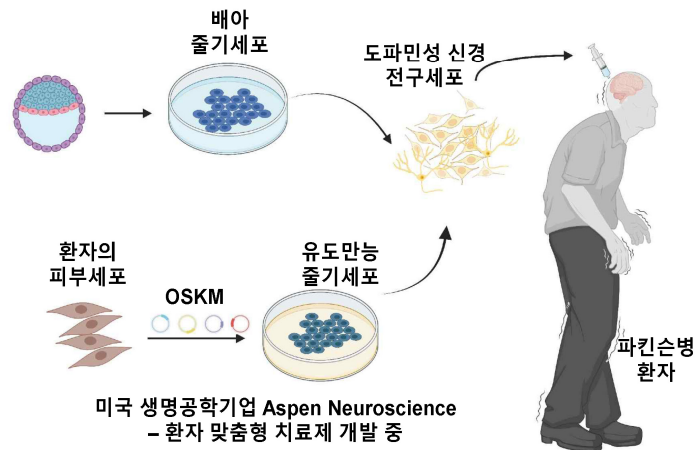 배아
줄기세포
도파민성 신경
전구세포
환자의
피부세포
OSKM
유도만능
줄기세포
파킨슨병
환자
미국 생명공학기업 Aspen Neuroscience
– 환자 맞춤형 치료제 개발 중